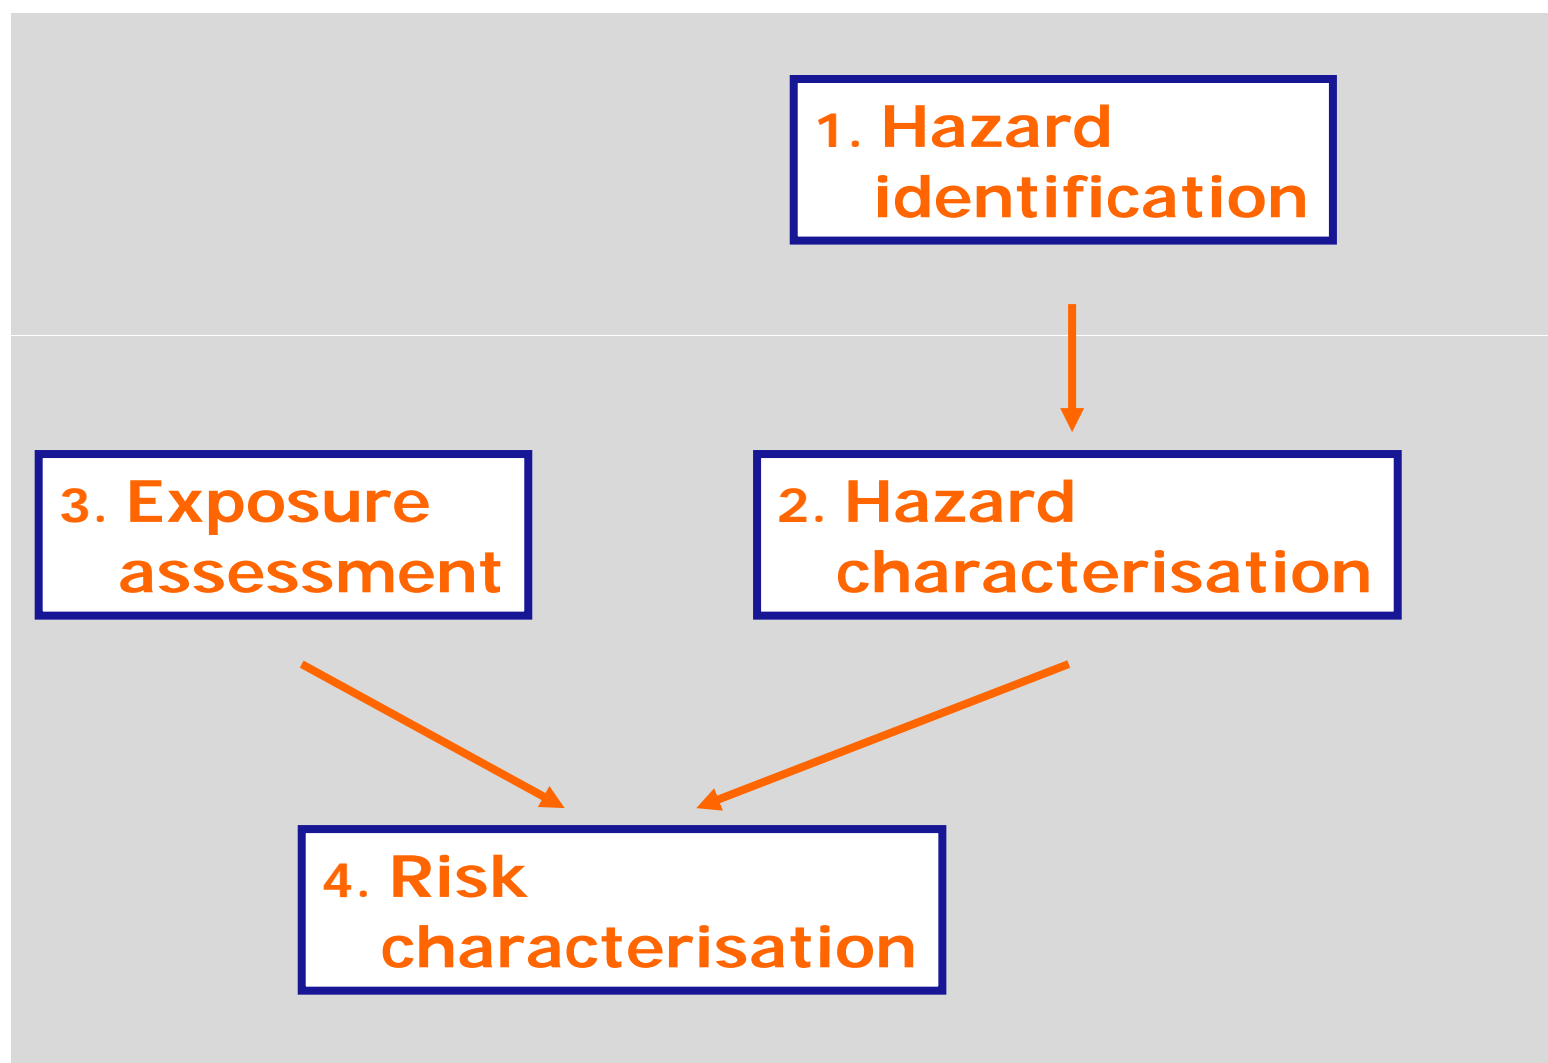 1. Hazard
identification
3. Exposure
assessment
2. Hazard
characterisation
4. Risk
characterisation